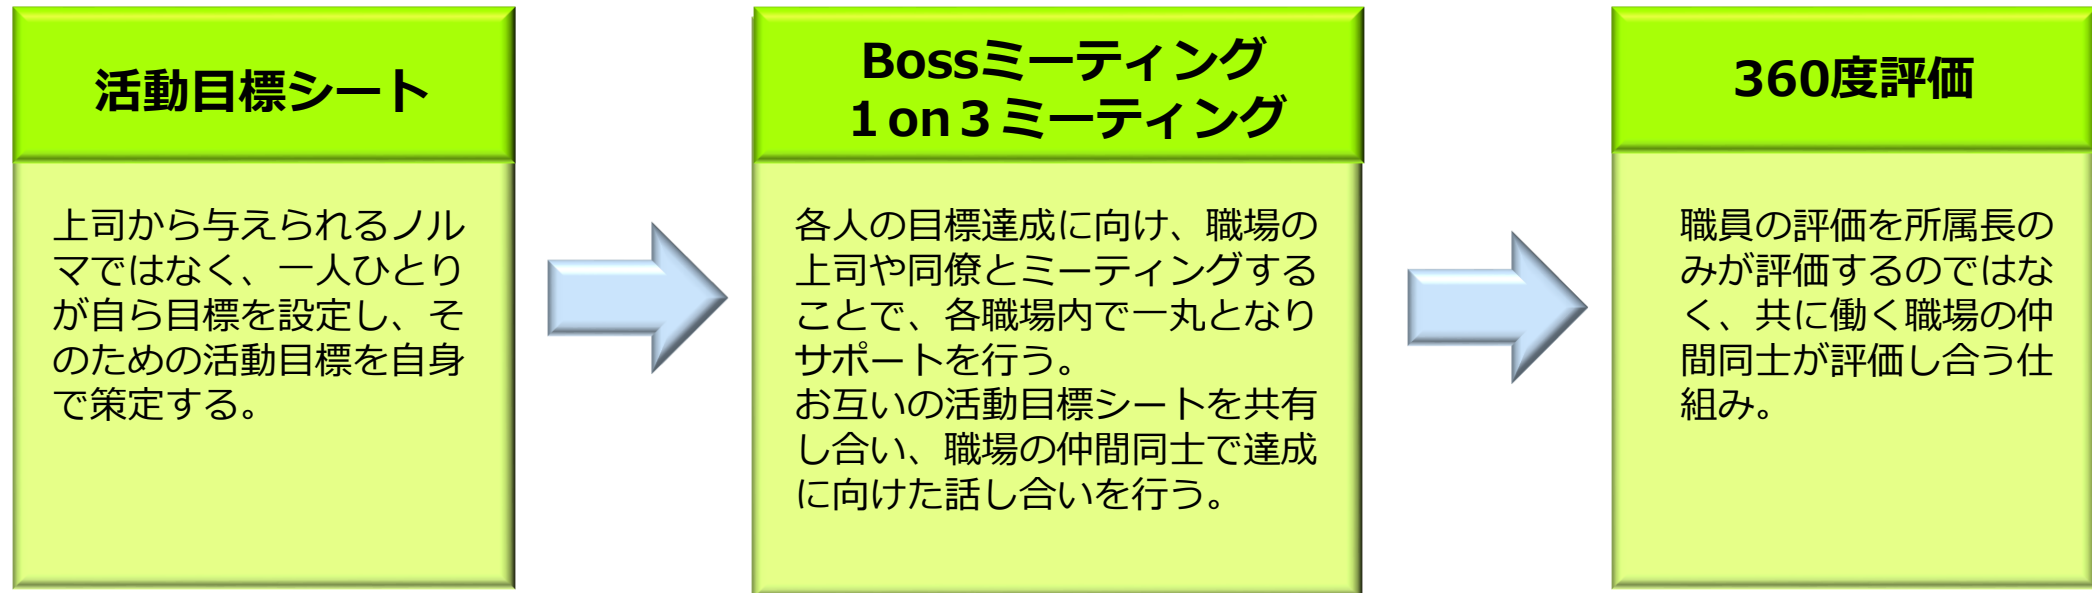 活動目標シート
上司から与えられるノル
マではなく、一人ひとり
が自ら目標を設定し、そ
のための活動目標を自身
で策定する。
Bossミーティング
１on３ミーティング
各人の目標達成に向け、職場の
上司や同僚とミーティングする
ことで、各職場内で一丸となり
サポートを行う。
お互いの活動目標シートを共有
し合い、職場の仲間同士で達成
に向けた話し合いを行う。
360度評価
職員の評価を所属長の
みが評価するのではな
く、共に働く職場の仲
間同士が評価し合う仕
組み。